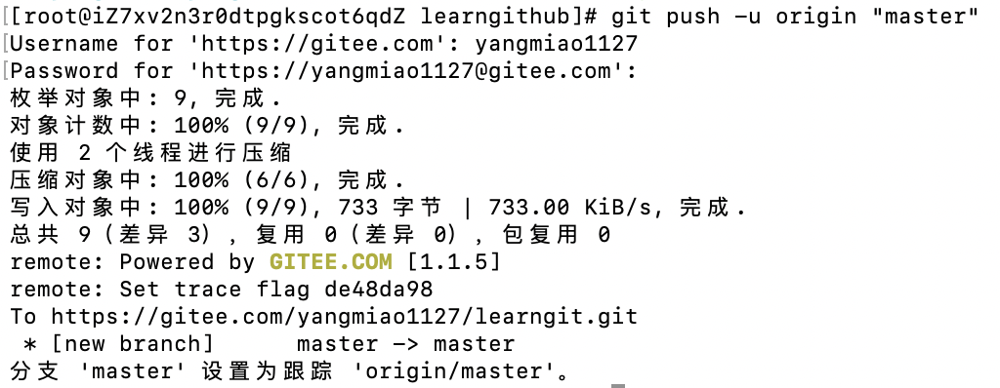 [[root@iZ7xv2n3r0dtpgkscot6qdZ learngithub]# git push -u origin "master"
[Username for 'https://gitee.com': yangmiao1127
[Password for 'https://yangmiao1127@gitee.com':
枚举对象中: 9, 完成.
对象计数中: 100% (9/9), 完成.
使用 2 个线程进行压缩
压缩对象中: 100% (6/6), 完成.
写入对象中: 100% (9/9), 733 字节 | 733.00 KiB/s, 完成.
总共 9（差异 3），复用 0（差异 0），包复用 0
remote: Powered by GITEE.COM [1.1.5]
remote: Set trace flag de48da98
To https://gitee.com/yangmiao1127/learngit.git
 * [new branch]      master -> master
分支 'master' 设置为跟踪 'origin/master'。